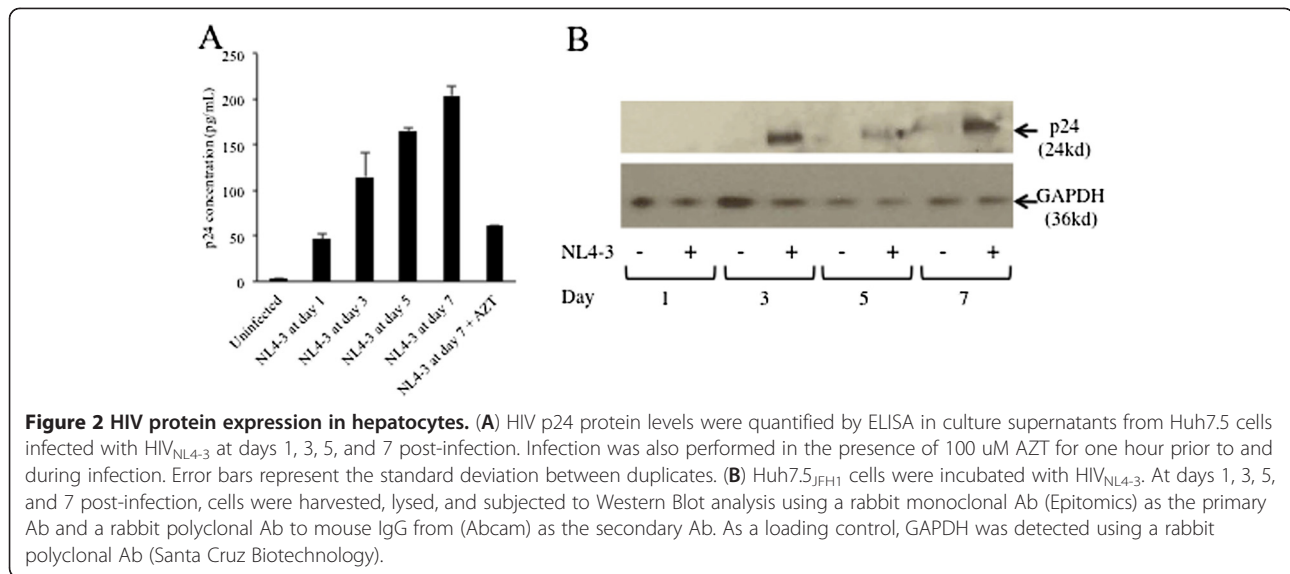 A
250
200
150
100
50
0
p24 concentration (pg/mL)
Uninfected
NL4-3 at day 1
NL4-3 at day 3
NL4-3 at day 5
NL4-3 at day 7
NL4-3 at day 7 + AZT
B
p24
(24kd)
GAPDH
(36kd)
NL4-3 - + - + - + - +
Day 1 3 5 7
Figure 2 HIV protein expression in hepatocytes. (A) HIV p24 protein levels were quantified by ELISA in culture supernatants from Huh7.5 cells
infected with HIVNL4-3 at days 1, 3, 5, and 7 post-infection. Infection was also performed in the presence of 100 uM AZT for one hour prior to and
during infection. Error bars represent the standard deviation between duplicates. (B) Huh7.5JFH1 cells were incubated with HIVNL4-3. At days 1, 3, 5,
and 7 post-infection, cells were harvested, lysed, and subjected to Western Blot analysis using a rabbit monoclonal Ab (Epitomics) as the primary
Ab and a rabbit polyclonal Ab to mouse IgG from (Abcam) as the secondary Ab. As a loading control, GAPDH was detected using a rabbit
polyclonal Ab (Santa Cruz Biotechnology).